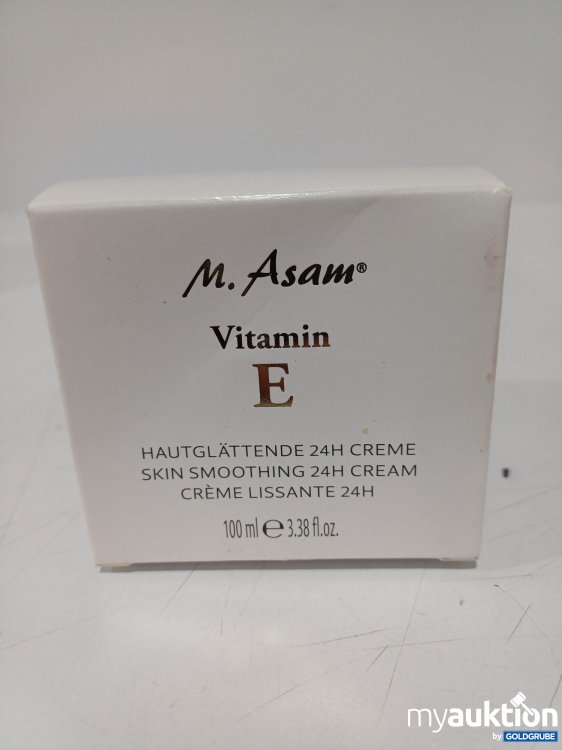 M. Asam®
Vitamin
E
HAUTGLÄTTENDE 24H CREME
SKIN SMOOTHING 24H CREAM
CRÈME LISSANTE 24H
100 ml ℮ 3.38 fl.oz.
myauktion
by GOLDGRUBE